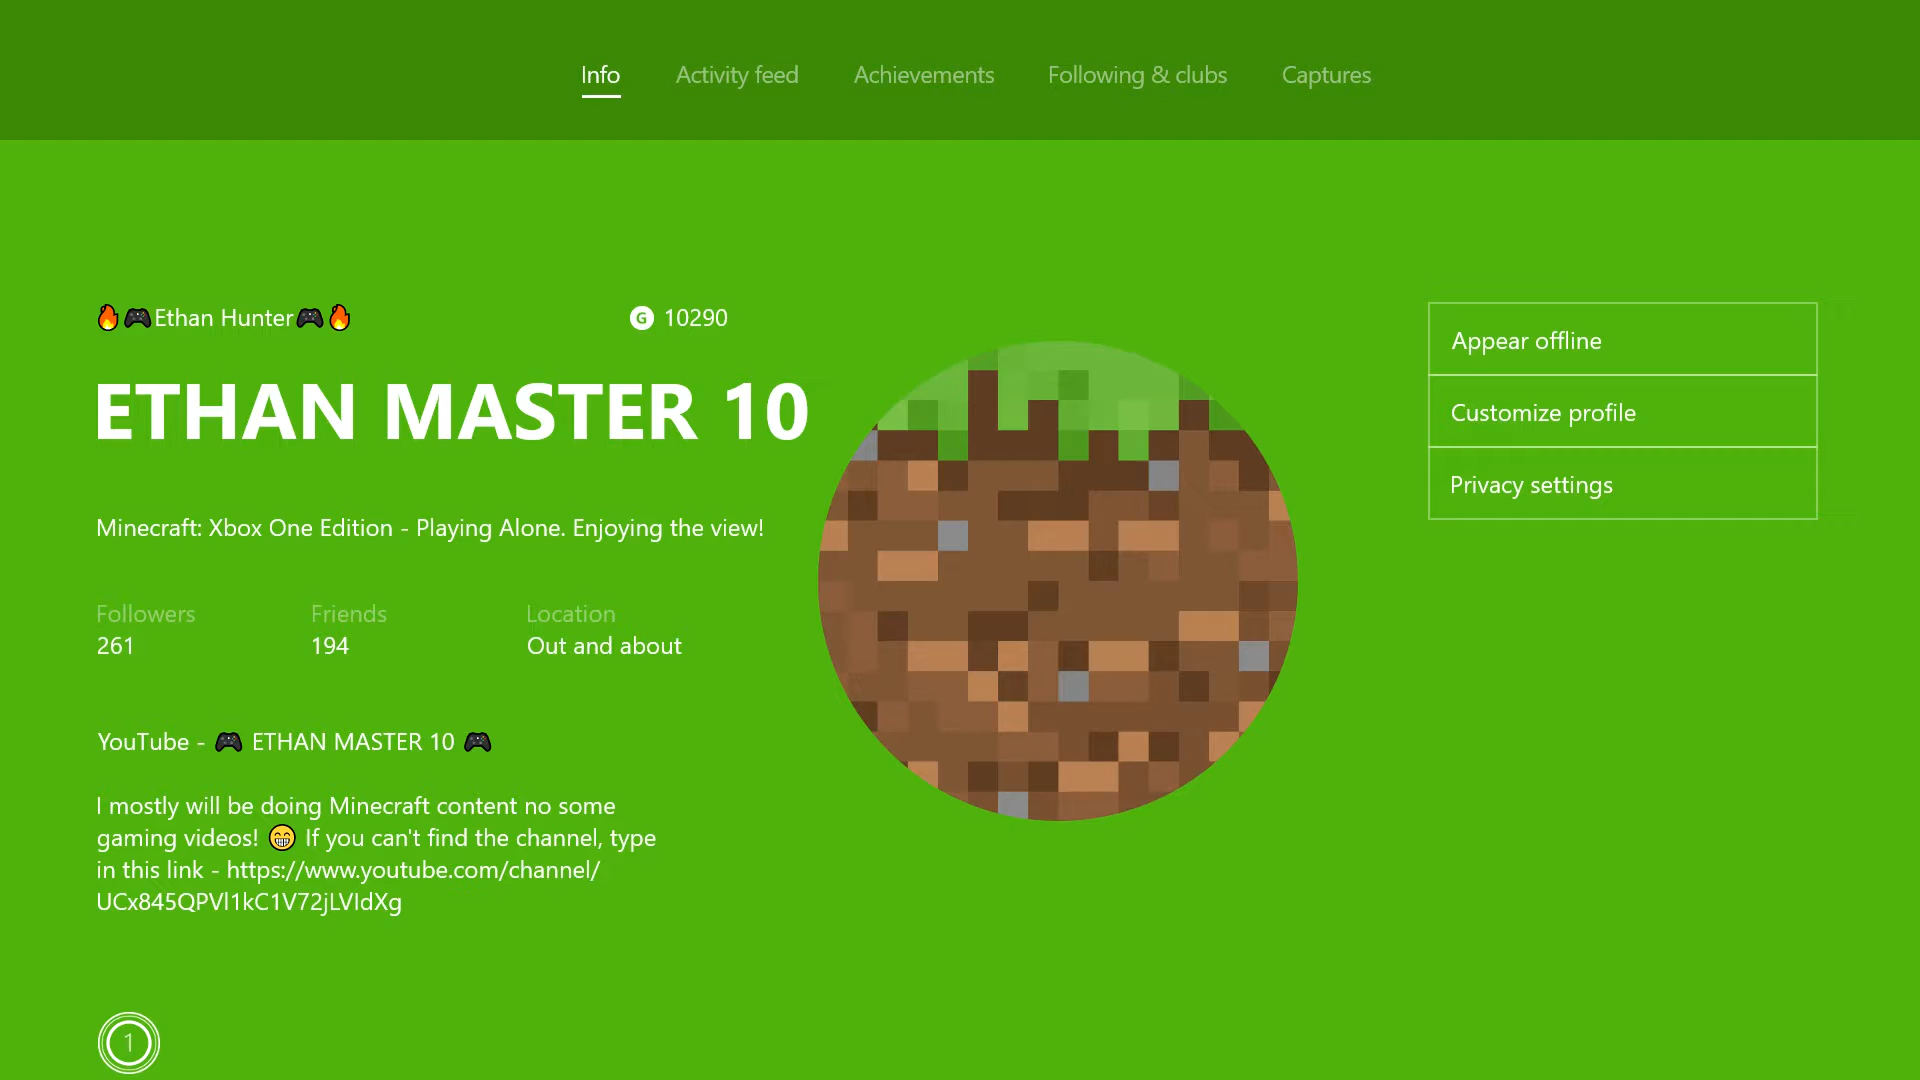 Info Activity feed Achievements Following & clubs Captures
🔥🎮Ethan Hunter🎮🔥 G 10290
ETHAN MASTER 10
Minecraft: Xbox One Edition - Playing Alone. Enjoying the view!
Followers Friends Location
261 194 Out and about
YouTube - 🎮 ETHAN MASTER 10 🎮
I mostly will be doing Minecraft content no some
gaming videos! 😁 If you can't find the channel, type
in this link - https://www.youtube.com/channel/
UCx845QPVl1kC1V72jLVIdXg
1
Appear offline
Customize profile
Privacy settings